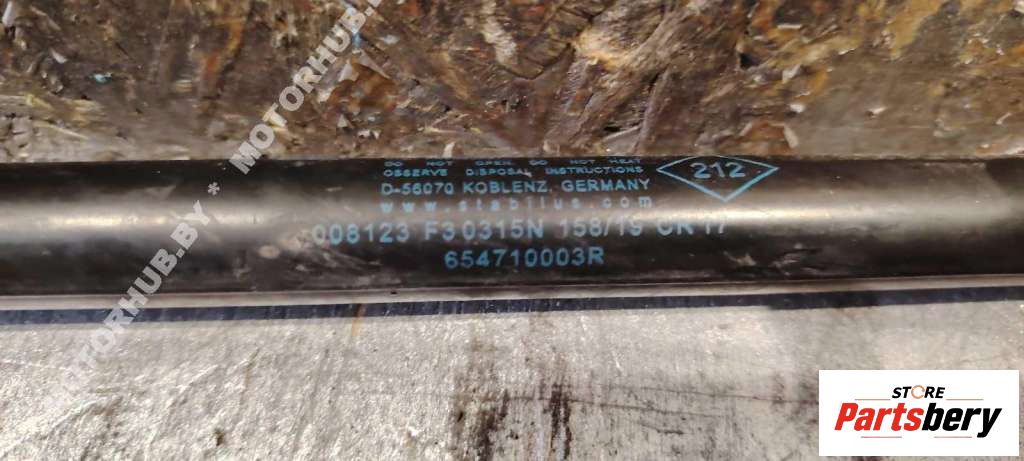 DO NOT OPEN. DO NOT HEAT
OBSERVE DISPOSAL INSTRUCTIONS
D-56070 KOBLENZ, GERMANY
www.stabilus.com
008123 F3 0315N 158/19 CR17
654710003R
212
MOTORHUB.BY * MOTORHUB.BY
STORE
Partsbery